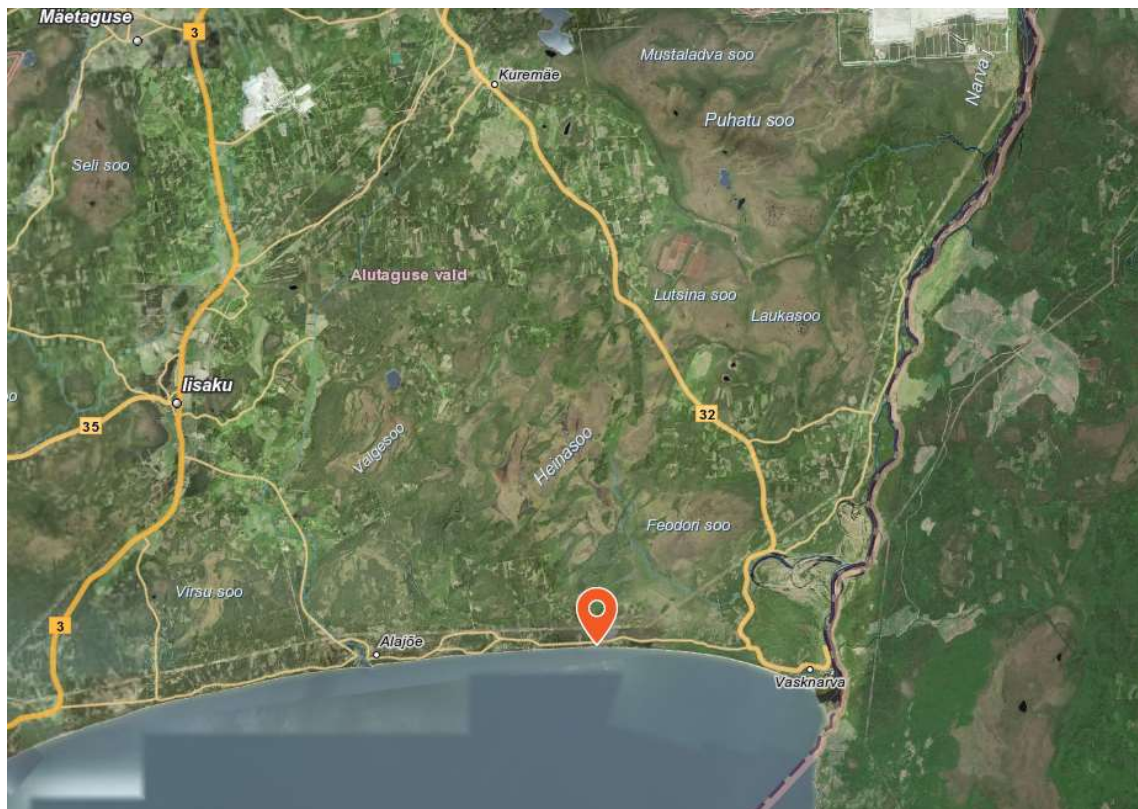 Mäetaguse
3
Kuremäe
Mustaladva soo
Narva j
Puhatu soo
Seli soo
Alutaguse vald
Lutsina soo
Laukasoo
Iisaku
oo
35
32
Valgesoo
Heinasoo
Feodori soo
Virsu soo
3
Alajõe
Vasknarva